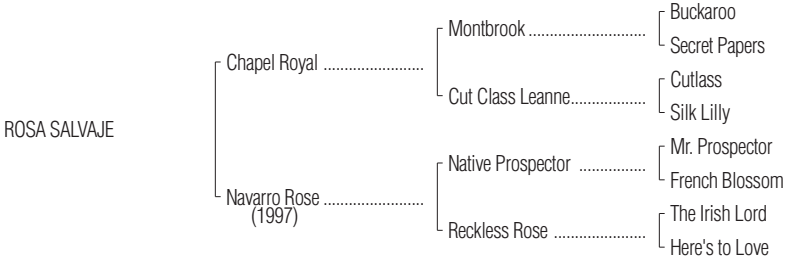 Buckaroo
Montbrook ............................
Secret Papers
Chapel Royal ........................
Cutlass
Cut Class Leanne..................
Silk Lilly
ROSA SALVAJE
Mr. Prospector
Native Prospector ................
French Blossom
Navarro Rose ........................
(1997)
The Irish Lord
Reckless Rose ......................
Here's to Love